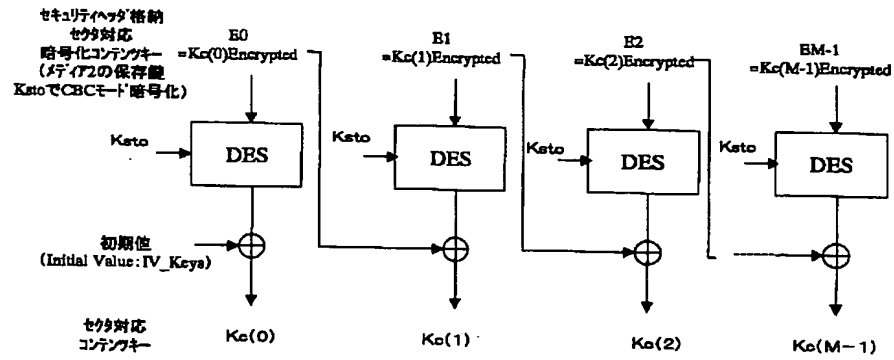 セキュリティヘッダ格納
セクタ対応
暗号化コンテンツキー
(メディア2の保存鍵
KstoでCBCモード暗号化)
E0
=Kc(0)Encrypted
E1
=Kc(1)Encrypted
E2
=Kc(2)Encrypted
EM-1
=Kc(M-1)Encrypted
Ksto
DES
Ksto
DES
Ksto
DES
Ksto
DES
初期値
(Initial Value:IV_Keys)
セクタ対応
コンテンツキー
Kc(0)
Kc(1)
Kc(2)
Kc(M-1)